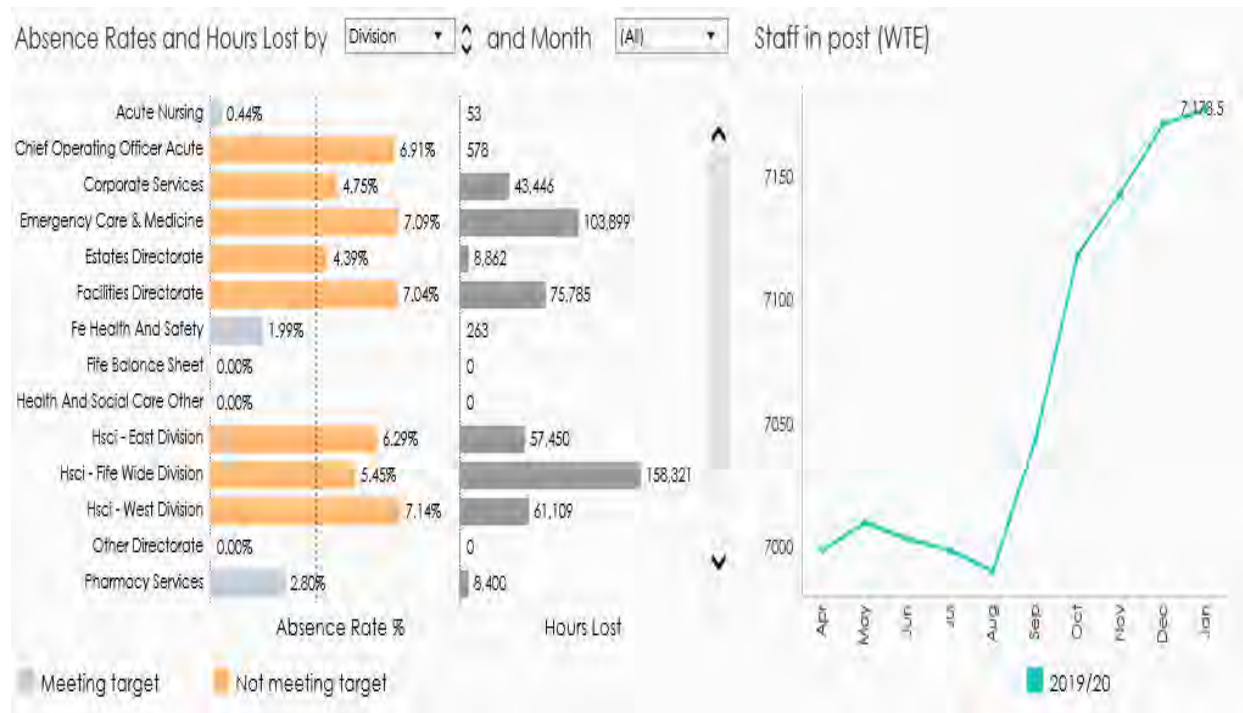 Absence Rates and Hours Lost by Division and Month (All)
Acute Nursing 0.44% 53
Chief Operating Officer Acute 6.91% 578
Corporate Services 4.75% 43,446
Emergency Care & Medicine 7.09% 103,899
Estates Directorate 4.39% 8,862
Facilities Directorate 7.04% 75,785
Fe Health And Safety 1.99% 263
Fife Balance Sheet 0.00% 0
Health And Social Care Other 0.00% 0
Hsci - East Division 6.29% 57,450
Hsci - Fife Wide Division 5.45% 158,321
Hsci - West Division 7.14% 61,109
Other Directorate 0.00% 0
Pharmacy Services 2.80% 8,400
Absence Rate % Hours Lost
Meeting target Not meeting target
Staff in post (WTE)
7,178.5
7150
7100
7050
7000
Apr May Jun Jul Aug Sep Oct Nov Dec Jan
2019/20